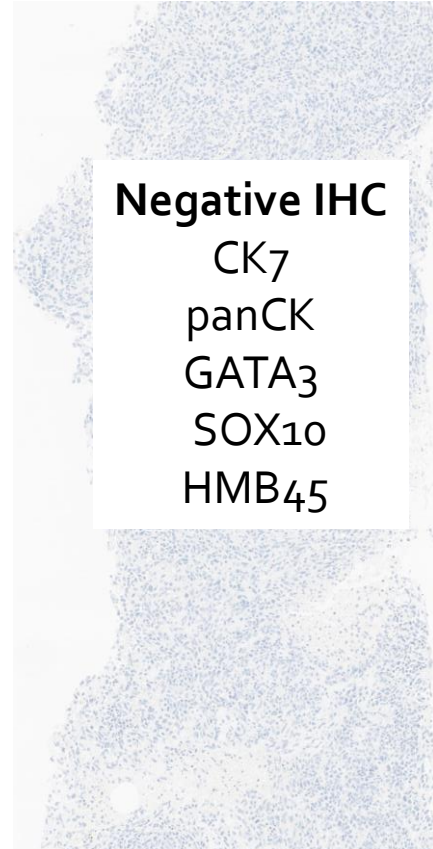 Negative IHC
CK7
panCK
GATA3
SOX10
HMB45